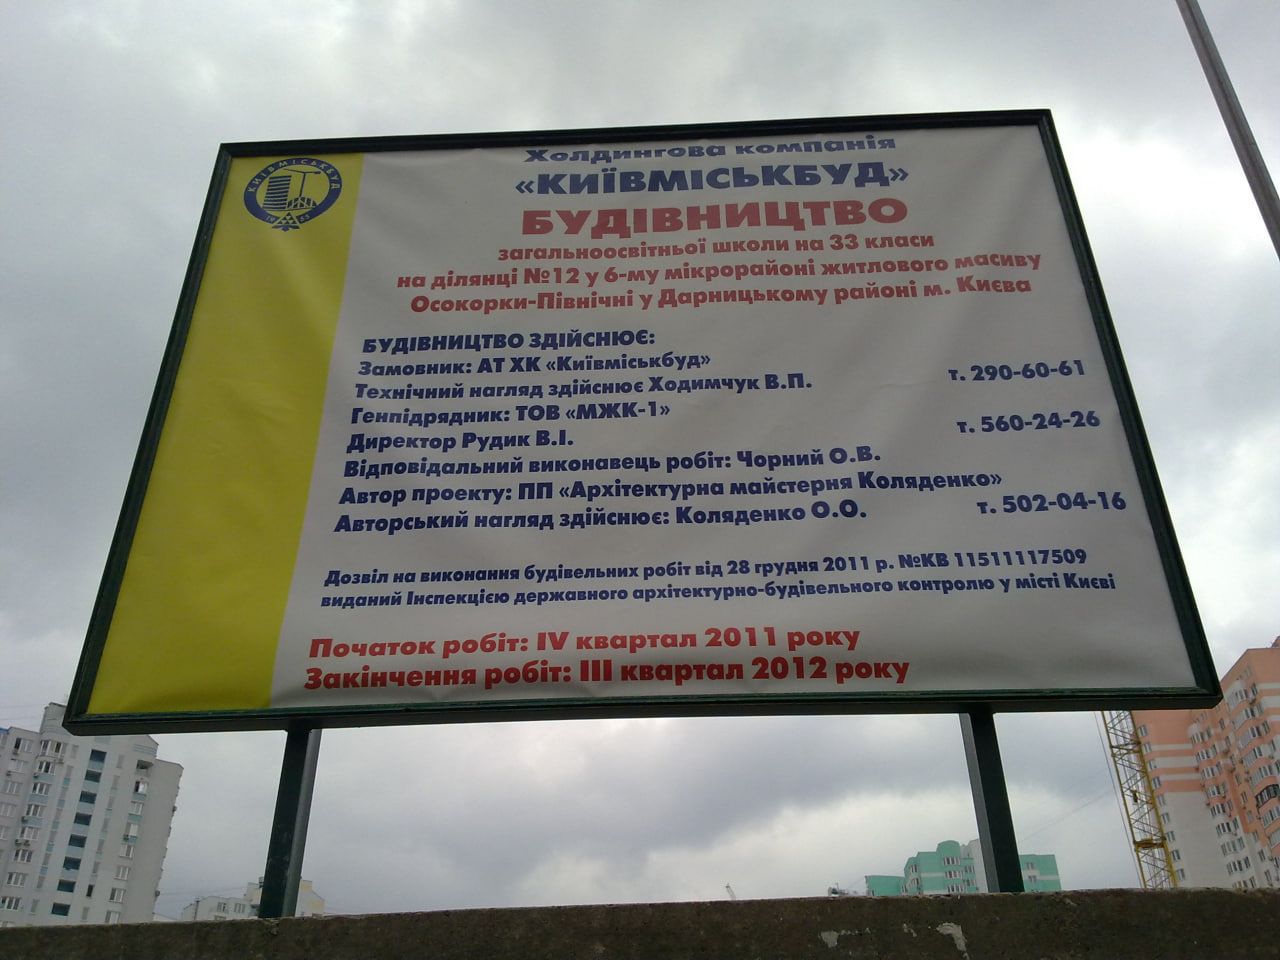 КИЇВМІСЬКБУД
1955
Холдингова компанія
«КИЇВМІСЬКБУД»
БУДІВНИЦТВО
загальноосвітньої школи на 33 класи
на ділянці №12 у 6-му мікрорайоні житлового масиву
Осокорки-Північні у Дарницькому районі м. Києва
БУДІВНИЦТВО ЗДІЙСНЮЄ:
Замовник: АТ ХК «Київміськбуд»
Технічний нагляд здійснює Ходимчук В.П. т. 290-60-61
Генпідрядник: ТОВ «МЖК-1»
Директор Рудик В.І. т. 560-24-26
Відповідальний виконавець робіт: Чорний О.В.
Автор проекту: ПП «Архітектурна майстерня Коляденко»
Авторський нагляд здійснює: Коляденко О.О. т. 502-04-16
Дозвіл на виконання будівельних робіт від 28 грудня 2011 р. №КВ 11511117509
виданий Інспекцією державного архітектурно-будівельного контролю у місті Києві
Початок робіт: IV квартал 2011 року
Закінчення робіт: III квартал 2012 року